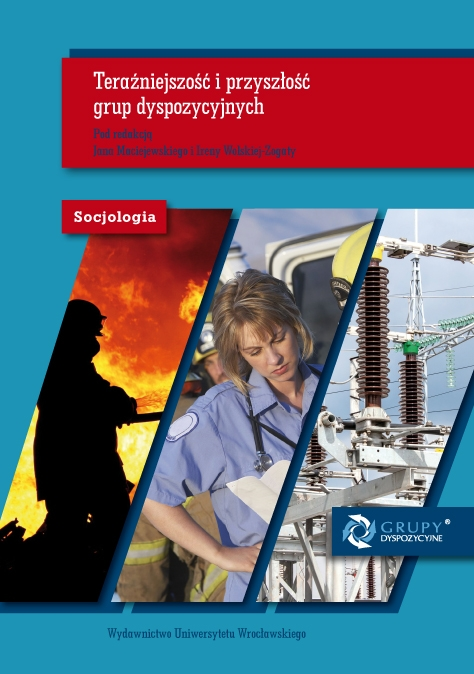 Teraźniejszość i przyszłość
grup dyspozycyjnych
Pod redakcją
Jana Maciejewskiego i Ireny Wolskiej-Zogaty
Socjologia
GRUPY®
DYSPOZYCYJNE
Wydawnictwo Uniwersytetu Wrocławskiego